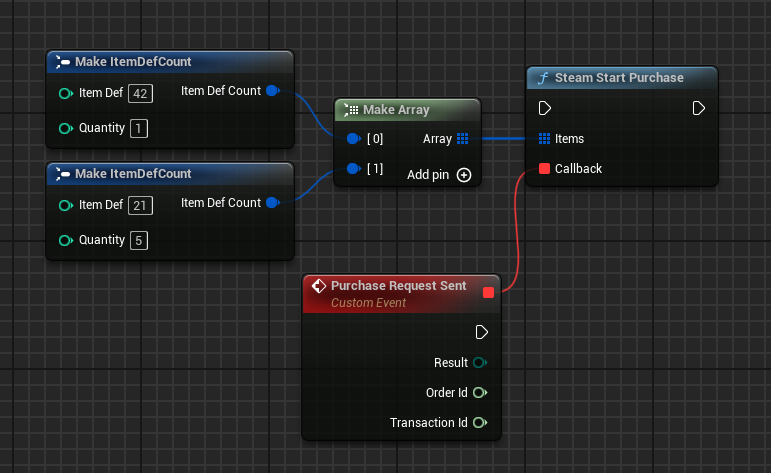 Make ItemDefCount
Item Def 42 Item Def Count
Quantity 1
Make ItemDefCount
Item Def 21 Item Def Count
Quantity 5
Make Array
[ 0] Array
[ 1] Add pin
Steam Start Purchase
Items
Callback
Purchase Request Sent
Custom Event
Result
Order Id
Transaction Id